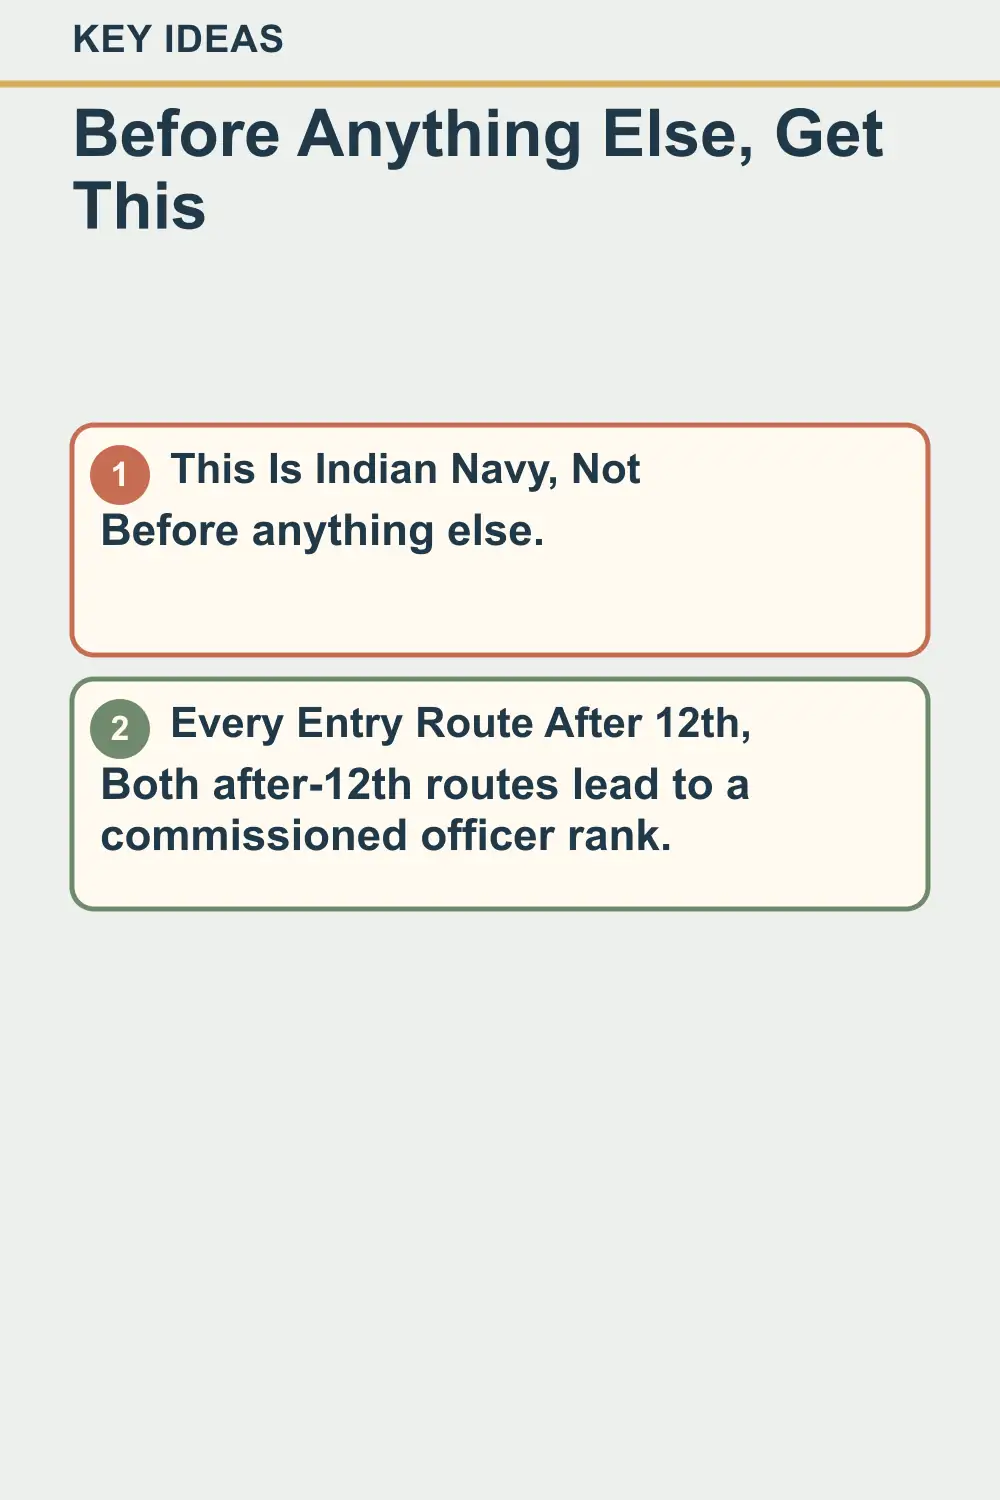 KEY IDEAS
Before Anything Else, Get
This
1 This Is Indian Navy, Not
Before anything else.
2 Every Entry Route After 12th,
Both after-12th routes lead to a
commissioned officer rank.